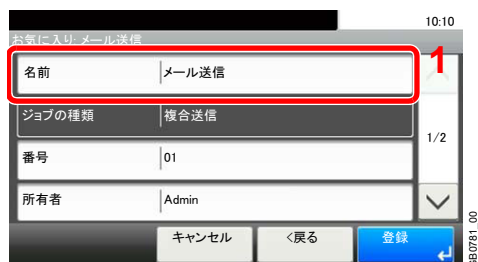 10:10
お気に入り: メール送信
1
名前 メール送信
ジョブの種類 複合送信
1/2
番号 01
所有者 Admin
キャンセル <戻る 登録
GB0781_00